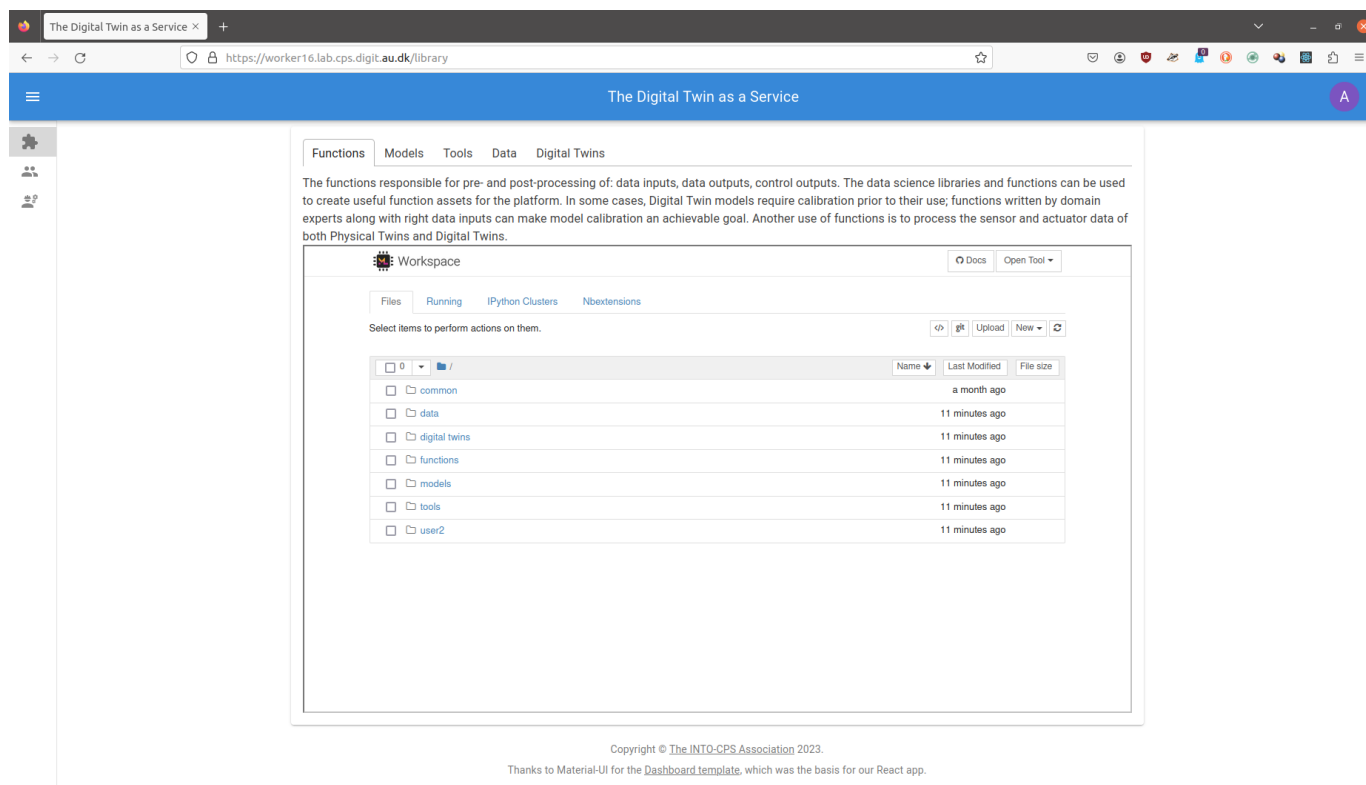 The Digital Twin as a Service × +
https://worker16.lab.cps.digit.au.dk/library
The Digital Twin as a Service
A
Functions Models Tools Data Digital Twins
The functions responsible for pre- and post-processing of: data inputs, data outputs, control outputs. The data science libraries and functions can be used
to create useful function assets for the platform. In some cases, Digital Twin models require calibration prior to their use; functions written by domain
experts along with right data inputs can make model calibration an achievable goal. Another use of functions is to process the sensor and actuator data of
both Physical Twins and Digital Twins.
Workspace Docs Open Tool
Files Running IPython Clusters Nbextensions
Select items to perform actions on them. </> git Upload New
0 / Name Last Modified File size
common a month ago
data 11 minutes ago
digital twins 11 minutes ago
functions 11 minutes ago
models 11 minutes ago
tools 11 minutes ago
user2 11 minutes ago
Copyright © The INTO-CPS Association 2023.
Thanks to Material-UI for the Dashboard template, which was the basis for our React app.